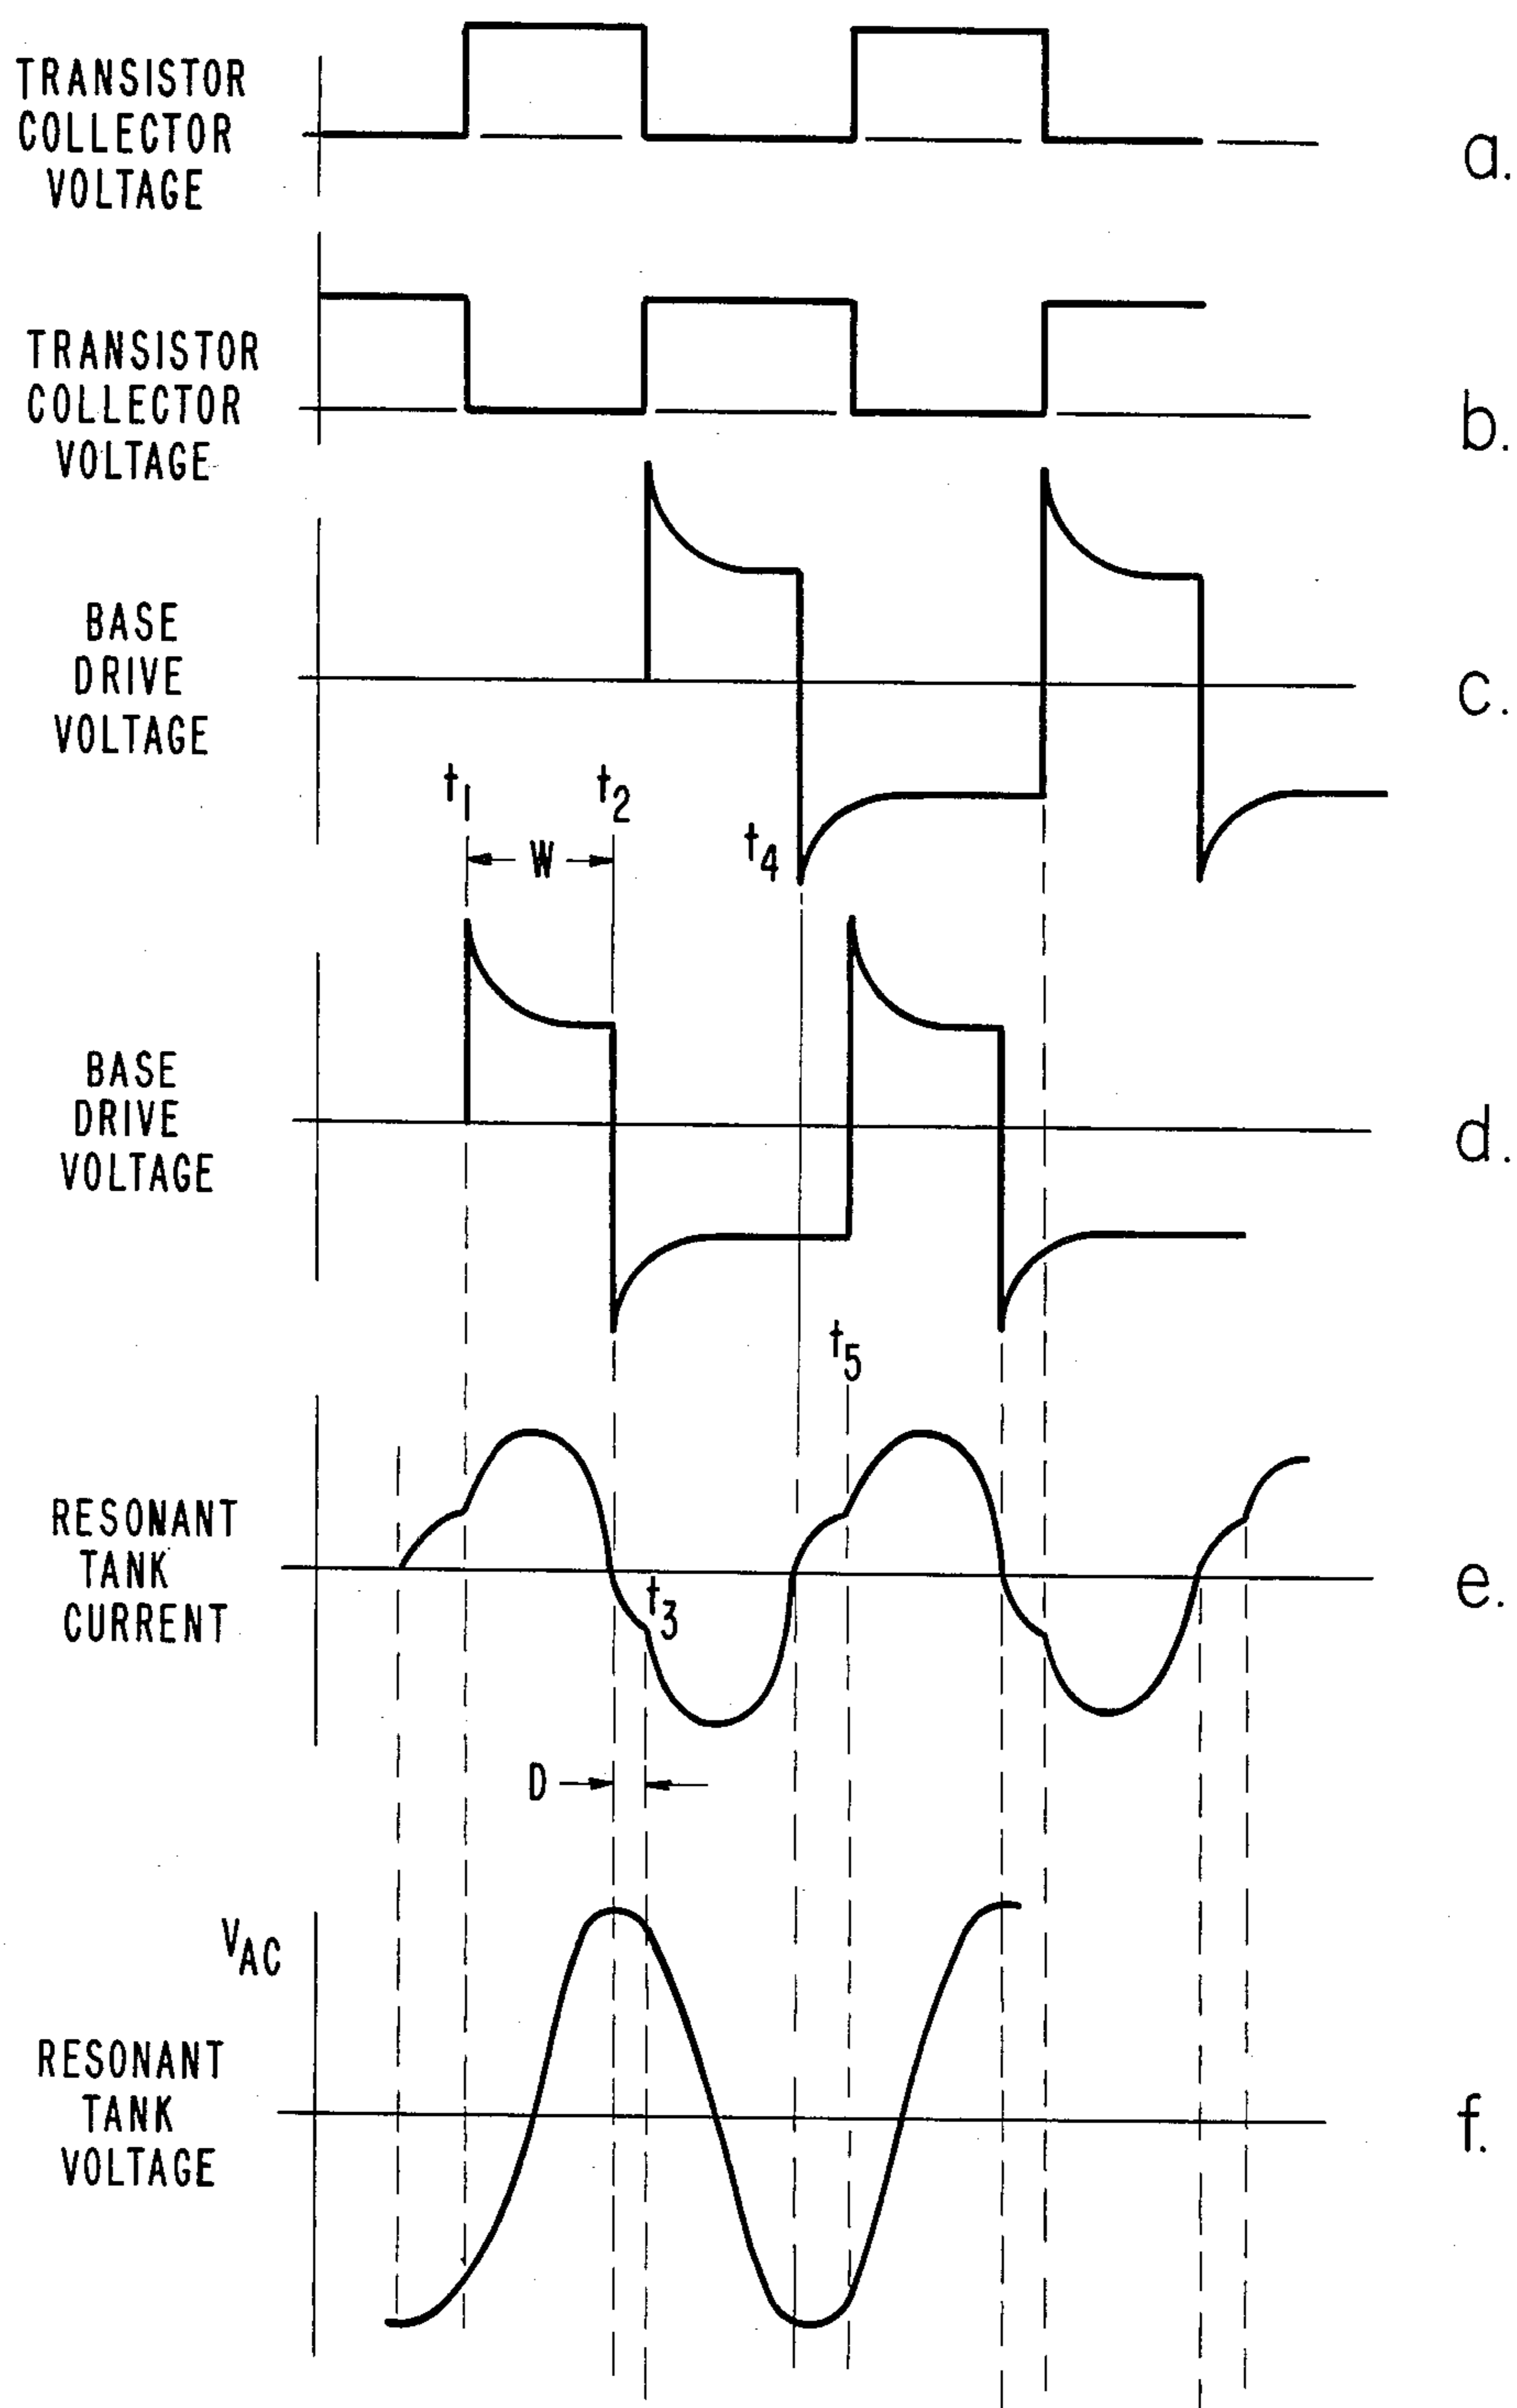 TRANSISTOR
COLLECTOR
VOLTAGE
a.
TRANSISTOR
COLLECTOR
VOLTAGE
b.
BASE
DRIVE
VOLTAGE
c.
t1
t2
W
t4
BASE
DRIVE
VOLTAGE
d.
t5
RESONANT
TANK
CURRENT
t3
e.
D
VAC
RESONANT
TANK
VOLTAGE
f.